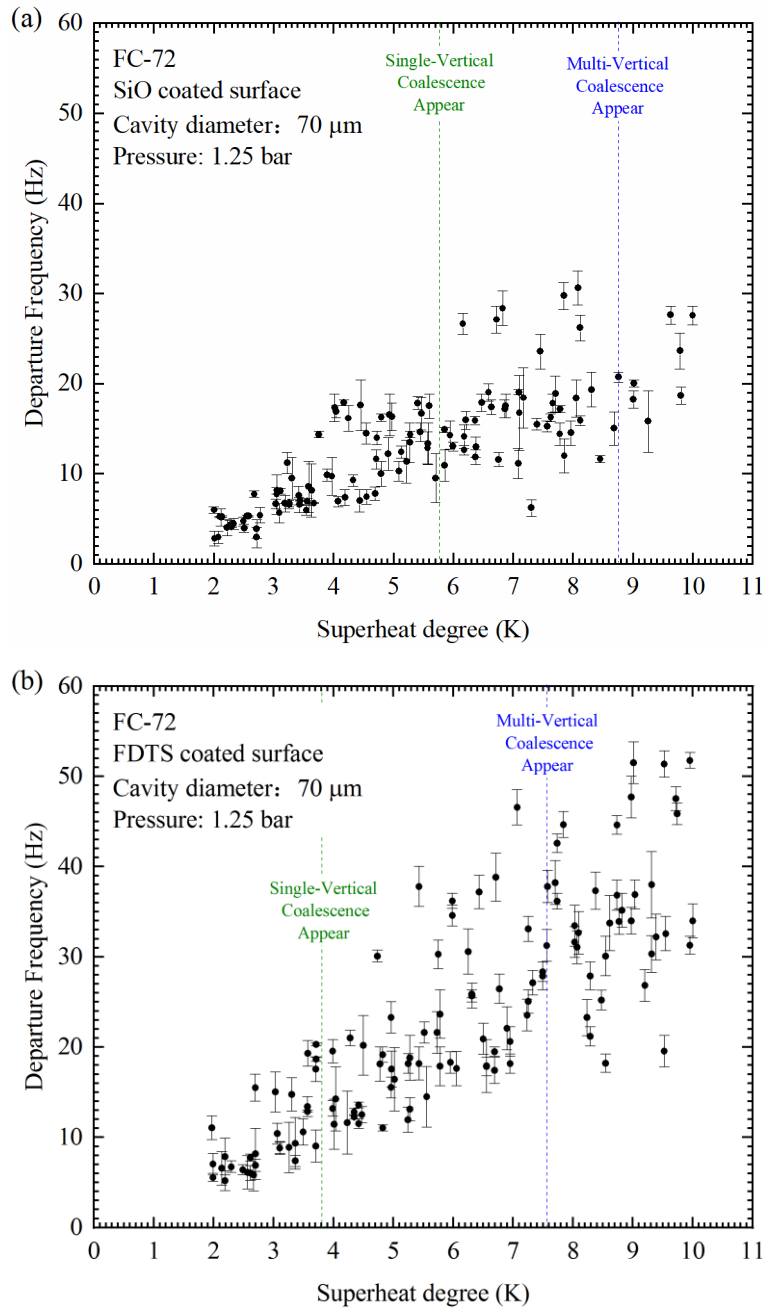 (a)
60
50
40
30
20
10
0
Departure Frequency (Hz)
FC-72
SiO coated surface
Cavity diameter：70 μm
Pressure: 1.25 bar
Single-Vertical
Coalescence
Appear
Multi-Vertical
Coalescence
Appear
0 1 2 3 4 5 6 7 8 9 10 11
Superheat degree (K)
(b)
60
50
40
30
20
10
0
Departure Frequency (Hz)
FC-72
FDTS coated surface
Cavity diameter：70 μm
Pressure: 1.25 bar
Single-Vertical
Coalescence
Appear
Multi-Vertical
Coalescence
Appear
0 1 2 3 4 5 6 7 8 9 10 11
Superheat degree (K)